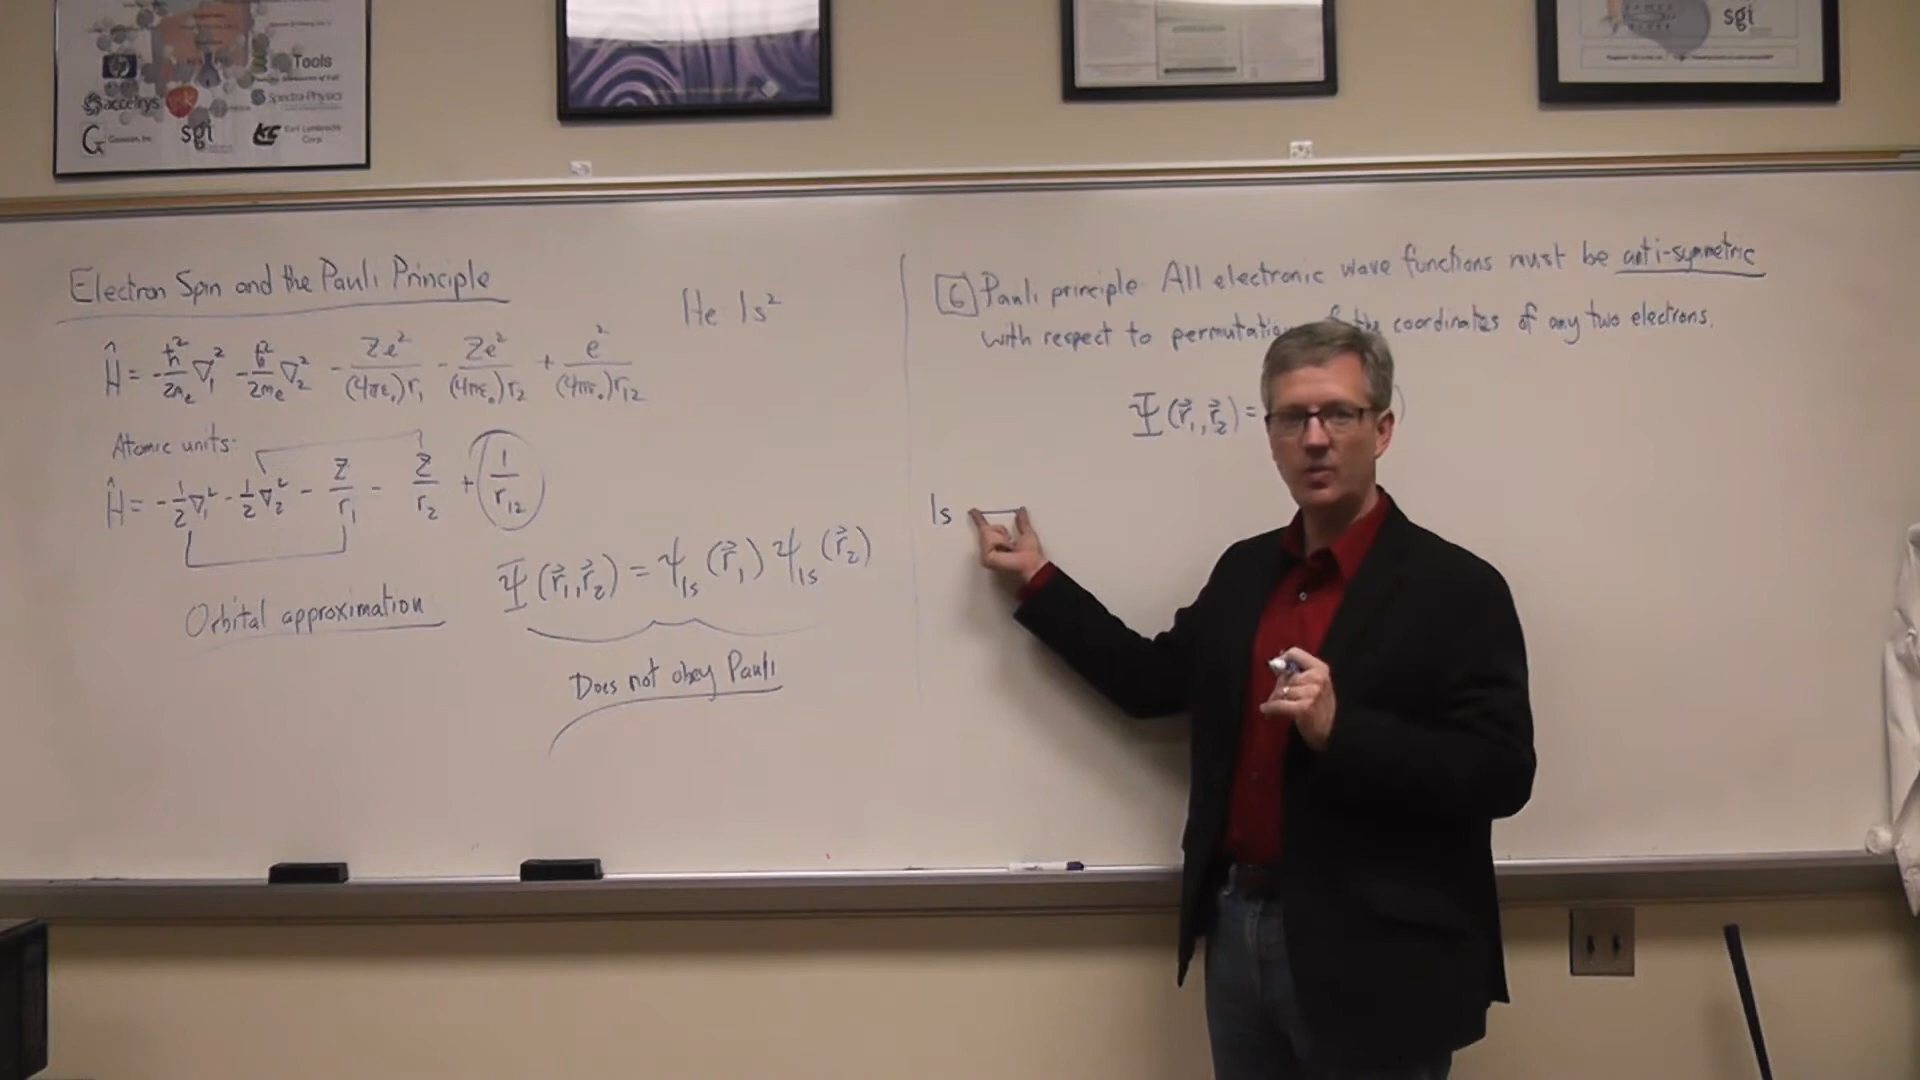 Tools
accelrys
Spectra-Physics
sgi
KC
sgi
Electron Spin and the Pauli Principle
He 1s²
Ĥ = -ħ²/2mₑ ∇₁² - ħ²/2mₑ ∇₂² - Ze²/(4πε₀)r₁ - Ze²/(4πε₀)r₂ + e²/(4πε₀)r₁₂
Atomic units:
Ĥ = -1/2 ∇₁² - 1/2 ∇₂² - Z/r₁ - Z/r₂ + 1/r₁₂
Orbital approximation
Ψ(r⃗₁,r⃗₂) = ψ₁ₛ(r⃗₁) ψ₁ₛ(r⃗₂)
Does not obey Pauli
6 Pauli principle All electronic wave functions must be anti-symmetric
with respect to permutation coordinates of any two electrons.
Ψ(r⃗₁,r⃗₂) = )
1s